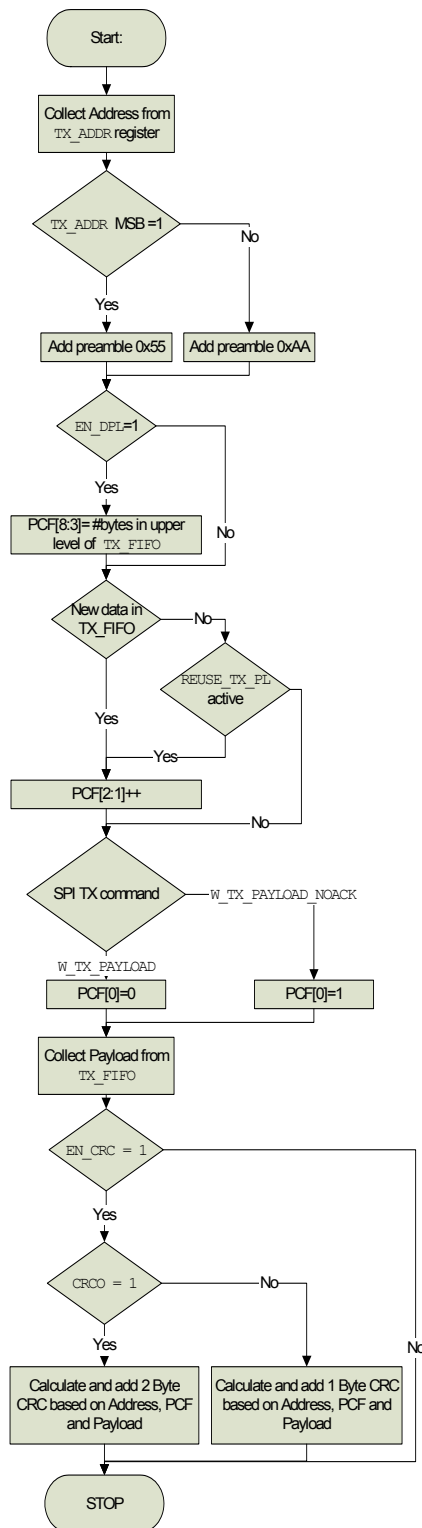 Start:
Collect Address from
TX_ADDR register
TX_ADDR MSB =1
No
Yes
Add preamble 0x55
Add preamble 0xAA
EN_DPL=1
Yes
No
PCF[8:3]= #bytes in upper
level of TX_FIFO
New data in
TX_FIFO
No
REUSE_TX_PL
active
Yes
Yes
PCF[2:1]++
No
SPI TX command
W_TX_PAYLOAD_NOACK
W_TX_PAYLOAD
PCF[0]=0
PCF[0]=1
Collect Payload from
TX_FIFO
EN_CRC = 1
Yes
CRCO = 1
No
No
Yes
Calculate and add 2 Byte
CRC based on Address, PCF
and Payload
Calculate and add 1 Byte CRC
based on Address, PCF and
Payload
STOP